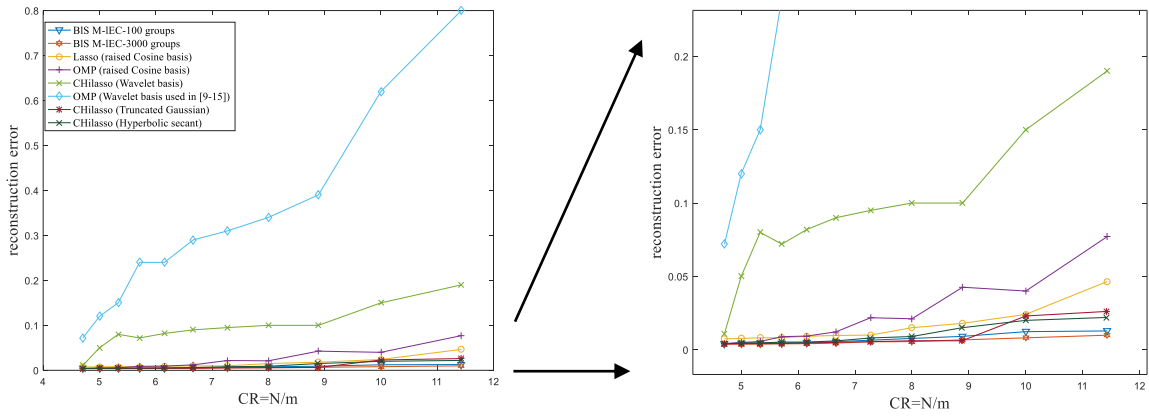 0.8
0.7
0.6
0.5
0.4
0.3
0.2
0.1
0
reconstruction error
4
5
6
7
8
9
10
11
12
CR=N/m
BIS M-IEC-100 groups
BIS M-IEC-3000 groups
Lasso (raised Cosine basis)
OMP (raised Cosine basis)
CHilasso (Wavelet basis)
OMP (Wavelet basis used in [9-15])
CHilasso (Truncated Gaussian)
CHilasso (Hyperbolic secant)
0.2
0.15
0.1
0.05
0
reconstruction error
5
6
7
8
9
10
11
12
CR=N/m